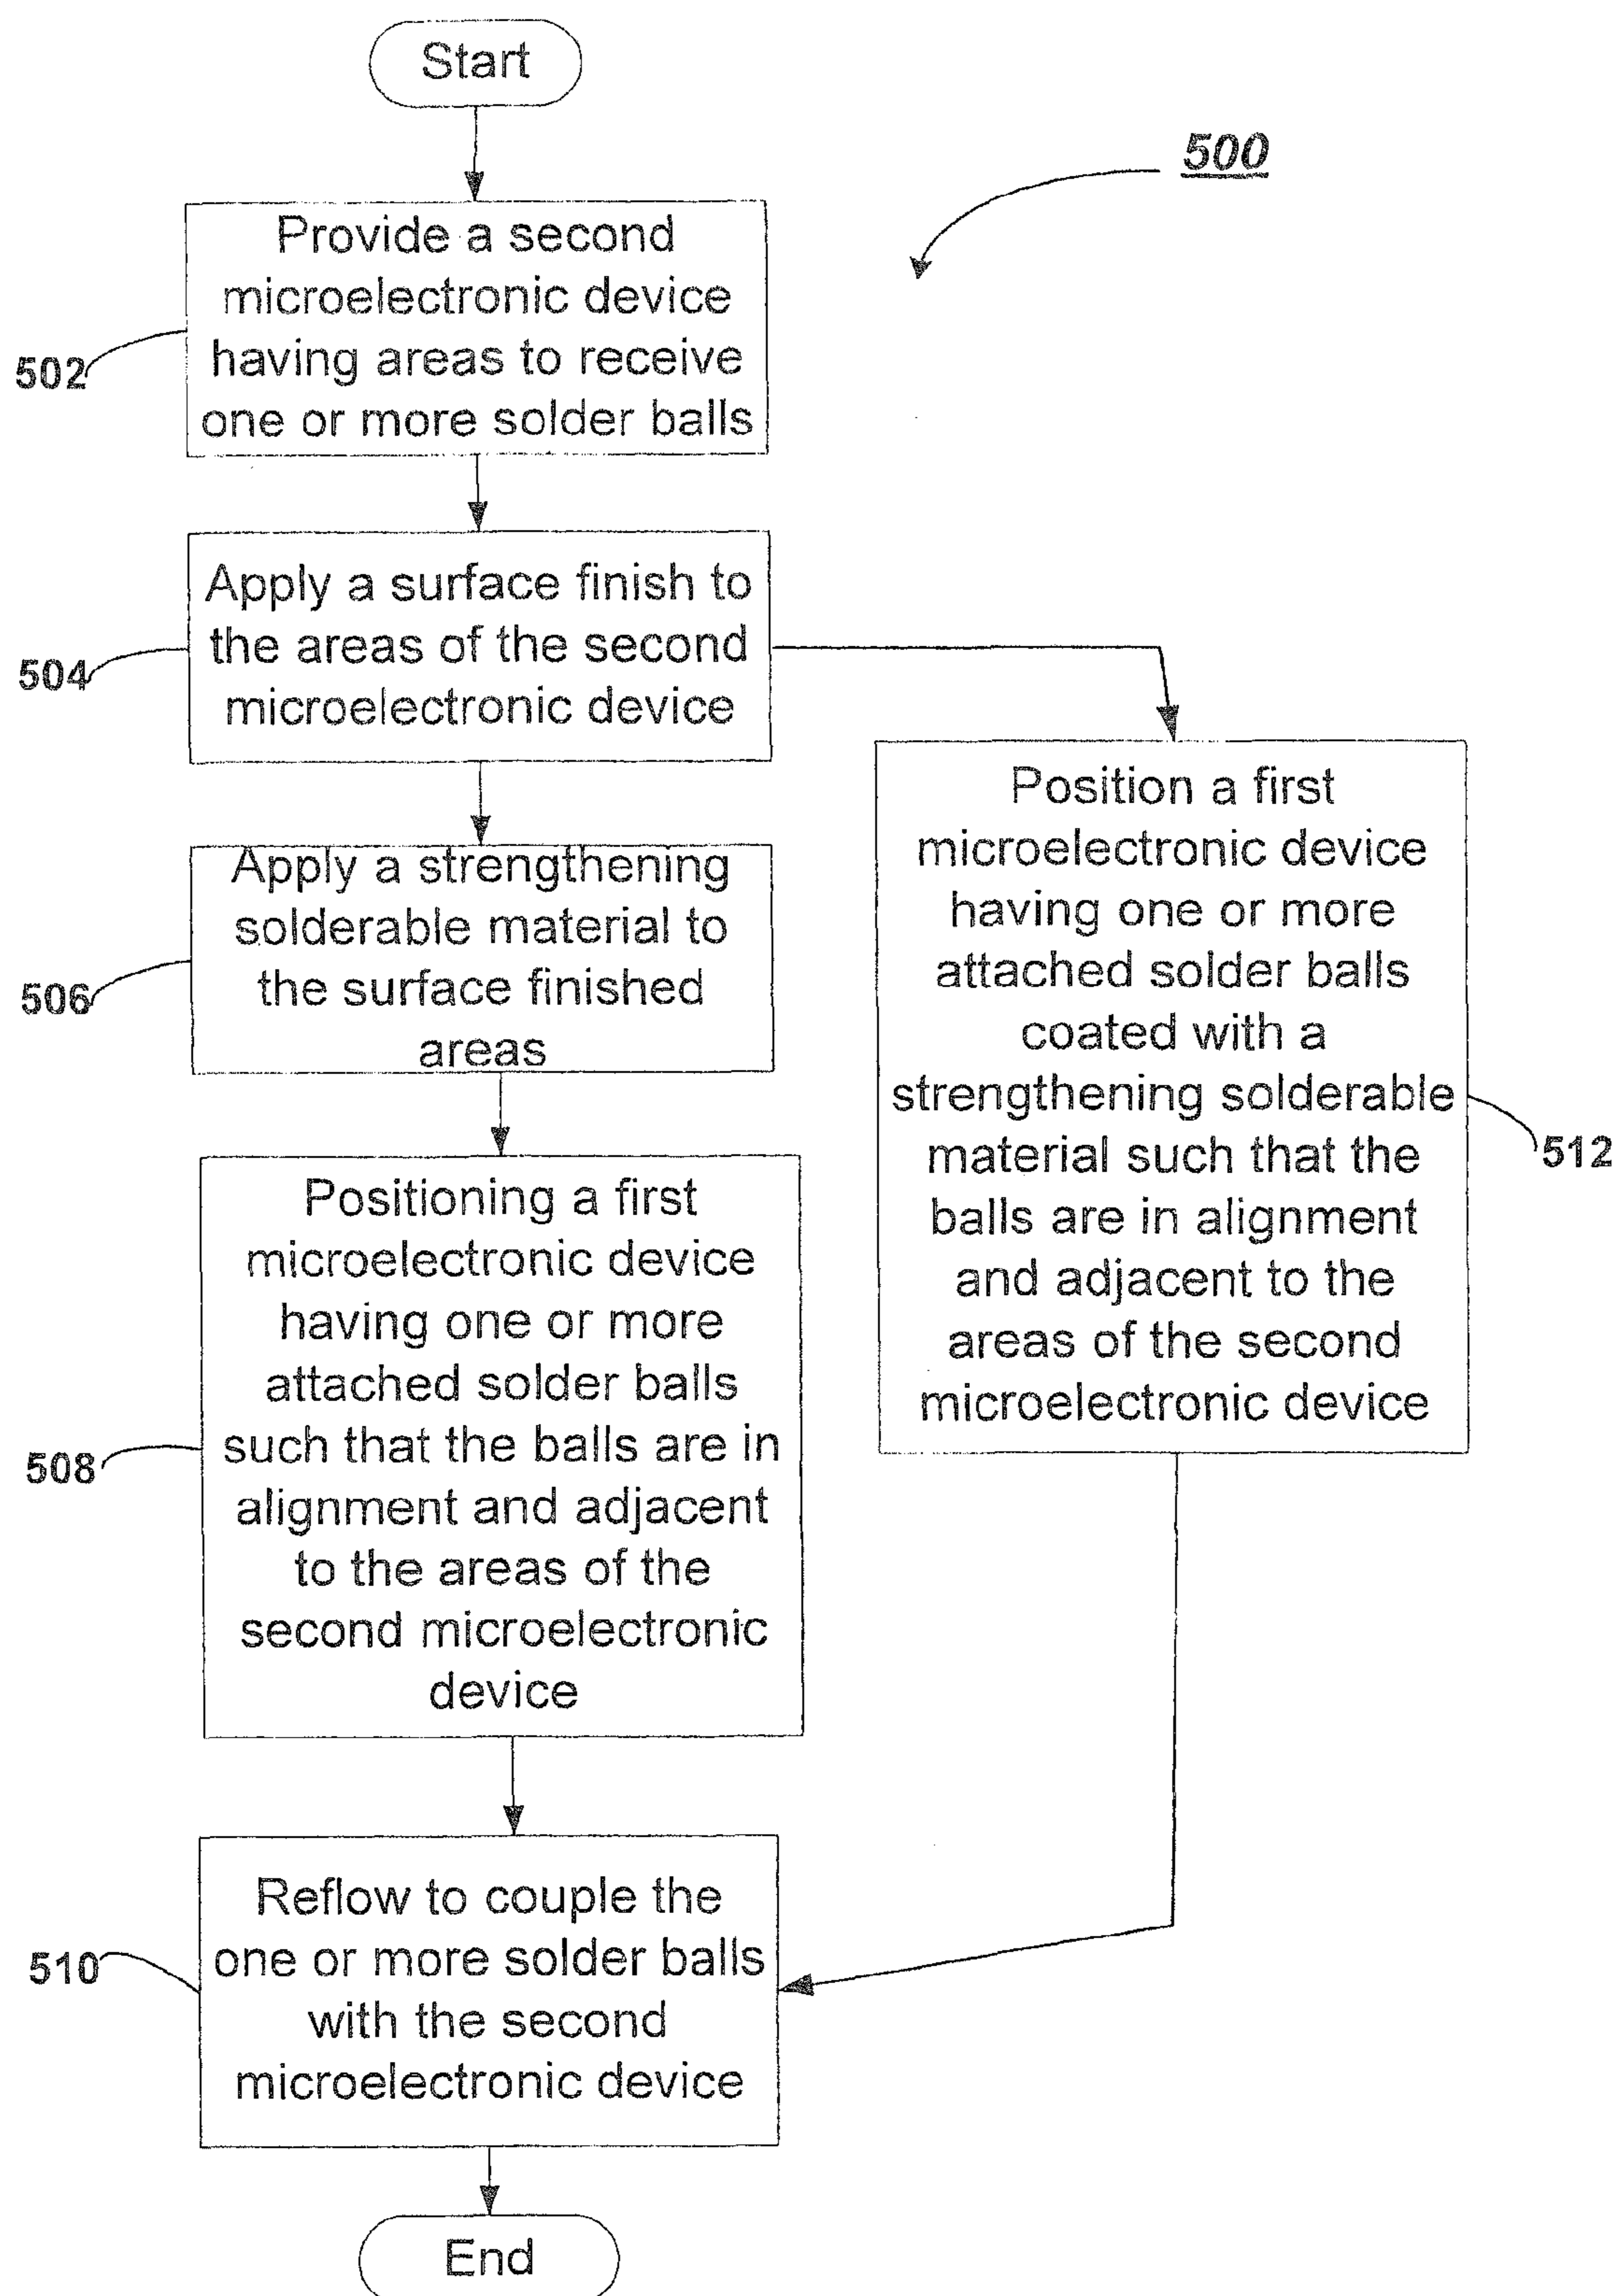 Start
500
Provide a second
microelectronic device
having areas to receive
one or more solder balls
502
Apply a surface finish to
the areas of the second
microelectronic device
504
Apply a strengthening
solderable material to
the surface finished
areas
506
Positioning a first
microelectronic device
having one or more
attached solder balls
such that the balls are in
alignment and adjacent
to the areas of the
second microelectronic
device
508
Position a first
microelectronic device
having one or more
attached solder balls
coated with a
strengthening solderable
material such that the
balls are in alignment
and adjacent to the
areas of the second
microelectronic device
512
Reflow to couple the
one or more solder balls
with the second
microelectronic device
510
End